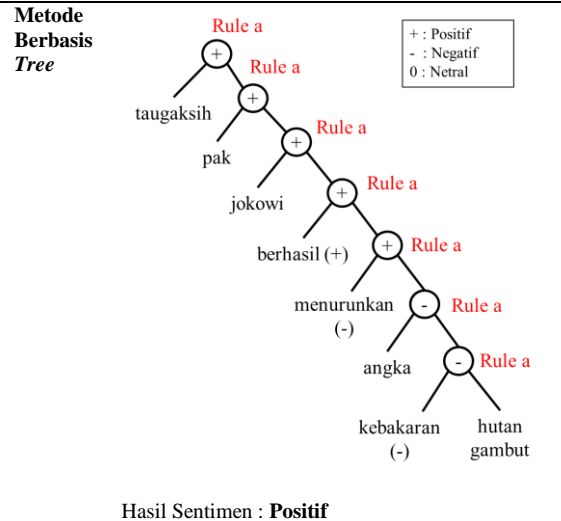 Metode
Berbasis
Tree
Rule a
+ : Positif
- : Negatif
0 : Netral
+
Rule a
taugaksih
+
Rule a
pak
+
jokowi
Rule a
+
berhasil (+)
+
Rule a
menurunkan
(-)
-
Rule a
angka
-
Rule a
kebakaran
(-)
hutan
gambut
Hasil Sentimen : Positif